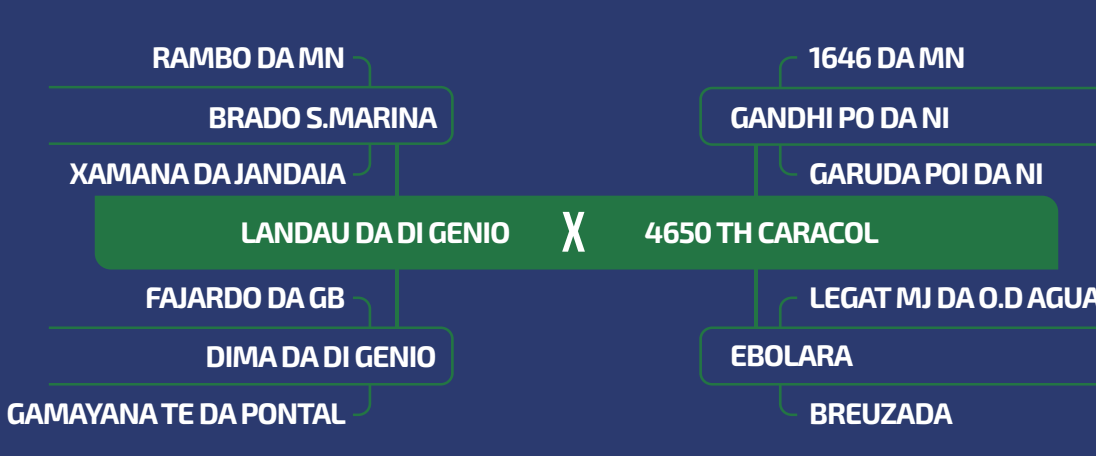 RAMBO DA MN
1646 DA MN
BRADO S.MARINA
GANDHI PO DA NI
XAMANA DA JANDAIA
GARUDA POI DA NI
LANDAU DA DI GENIO X 4650 TH CARACOL
FAJARDO DA GB
LEGAT MJ DA O.D AGUA
DIMA DA DI GENIO
EBOLARA
GAMAYANA TE DA PONTAL
BREUZADA